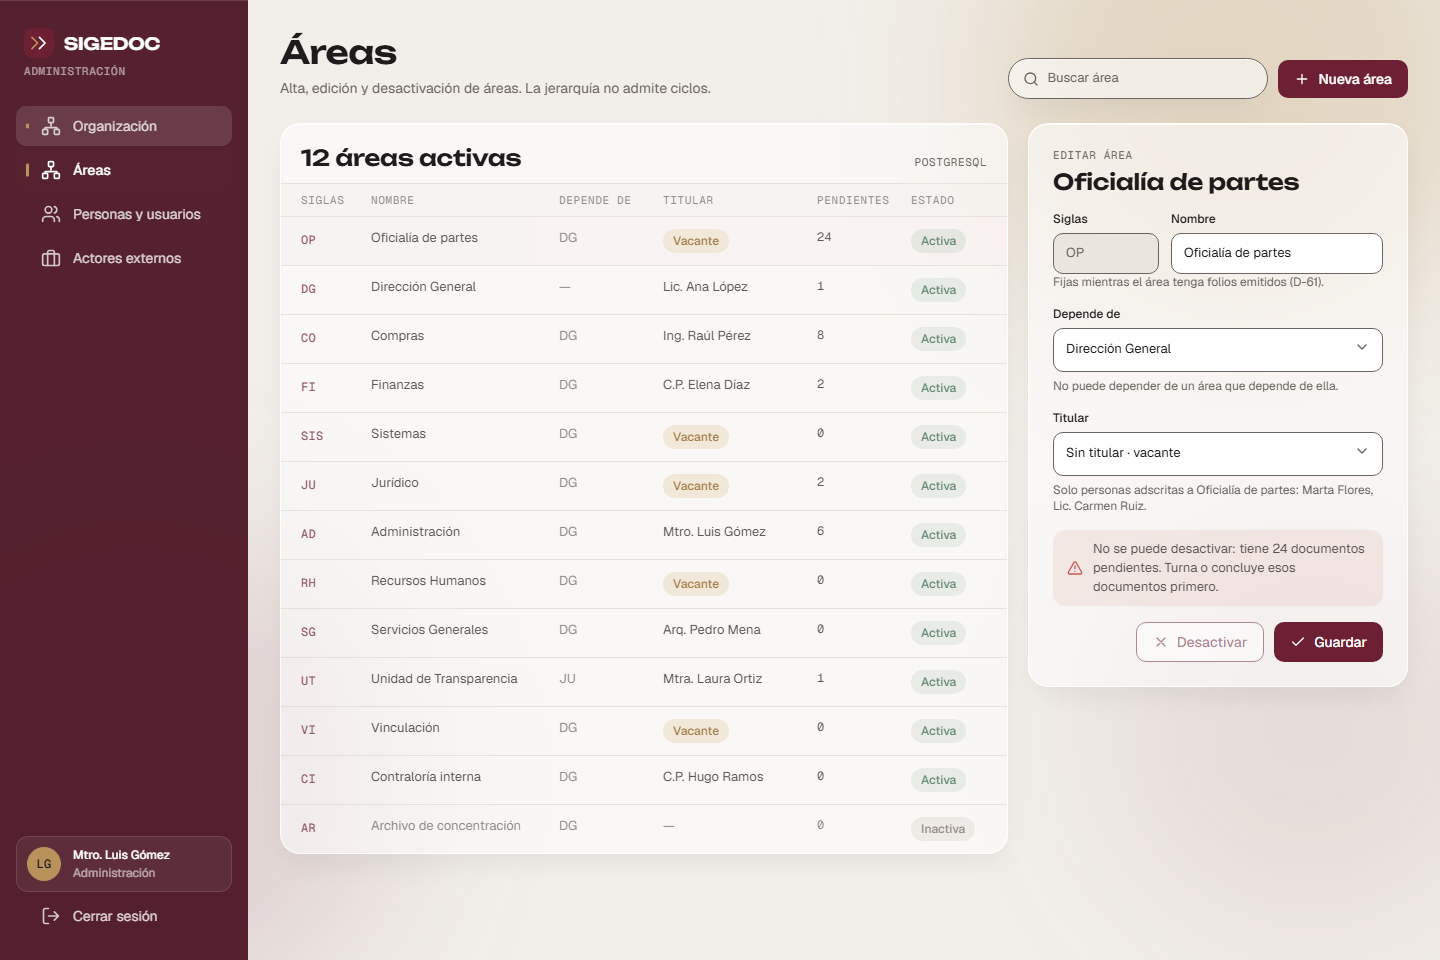 SIGEDOC
ADMINISTRACIÓN
Organización
Áreas
Personas y usuarios
Actores externos
LG
Mtro. Luis Gómez
Administración
Cerrar sesión
Áreas
Alta, edición y desactivación de áreas. La jerarquía no admite ciclos.
Buscar área
Nueva área
12 áreas activas
POSTGRESQL
SIGLAS NOMBRE DEPENDE DE TITULAR PENDIENTES ESTADO
OP Oficialía de partes DG Vacante 24 Activa
DG Dirección General — Lic. Ana López 1 Activa
CO Compras DG Ing. Raúl Pérez 8 Activa
FI Finanzas DG C.P. Elena Díaz 2 Activa
SIS Sistemas DG Vacante 0 Activa
JU Jurídico DG Vacante 2 Activa
AD Administración DG Mtro. Luis Gómez 6 Activa
RH Recursos Humanos DG Vacante 0 Activa
SG Servicios Generales DG Arq. Pedro Mena 0 Activa
UT Unidad de Transparencia JU Mtra. Laura Ortiz 1 Activa
VI Vinculación DG Vacante 0 Activa
CI Contraloría interna DG C.P. Hugo Ramos 0 Activa
AR Archivo de concentración DG — 0 Inactiva
EDITAR ÁREA
Oficialía de partes
Siglas Nombre
OP Oficialía de partes
Fijas mientras el área tenga folios emitidos (D-61).
Depende de
Dirección General
No puede depender de un área que depende de ella.
Titular
Sin titular · vacante
Solo personas adscritas a Oficialía de partes: Marta Flores,
Lic. Carmen Ruiz.
No se puede desactivar: tiene 24 documentos
pendientes. Turna o concluye esos
documentos primero.
Desactivar Guardar